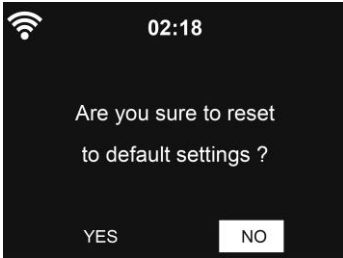 02:18
Are you sure to reset
to default settings ?
YES NO